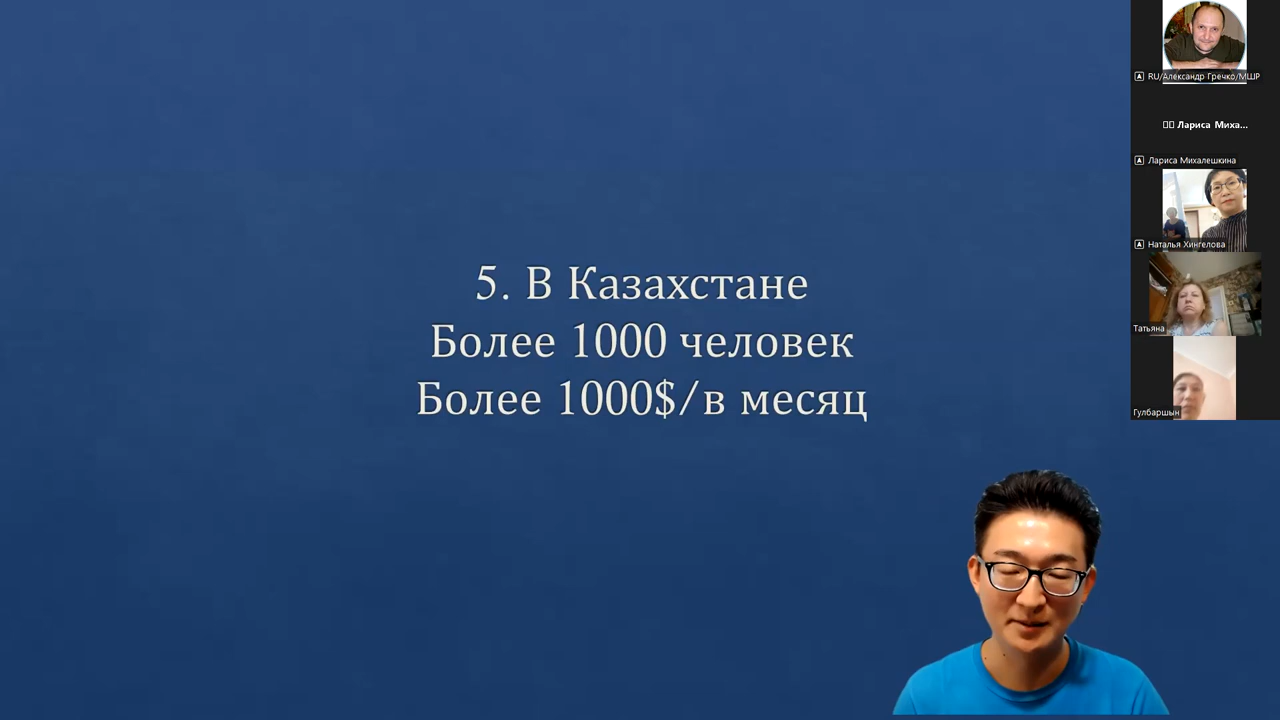 5. В Казахстане
Более 1000 человек
Более 1000$/в месяц
RU/Александр Гречко/МШР
Лариса Миха...
Лариса Михалешкина
Наталья Хингелова
Татьяна
Гулбаршын